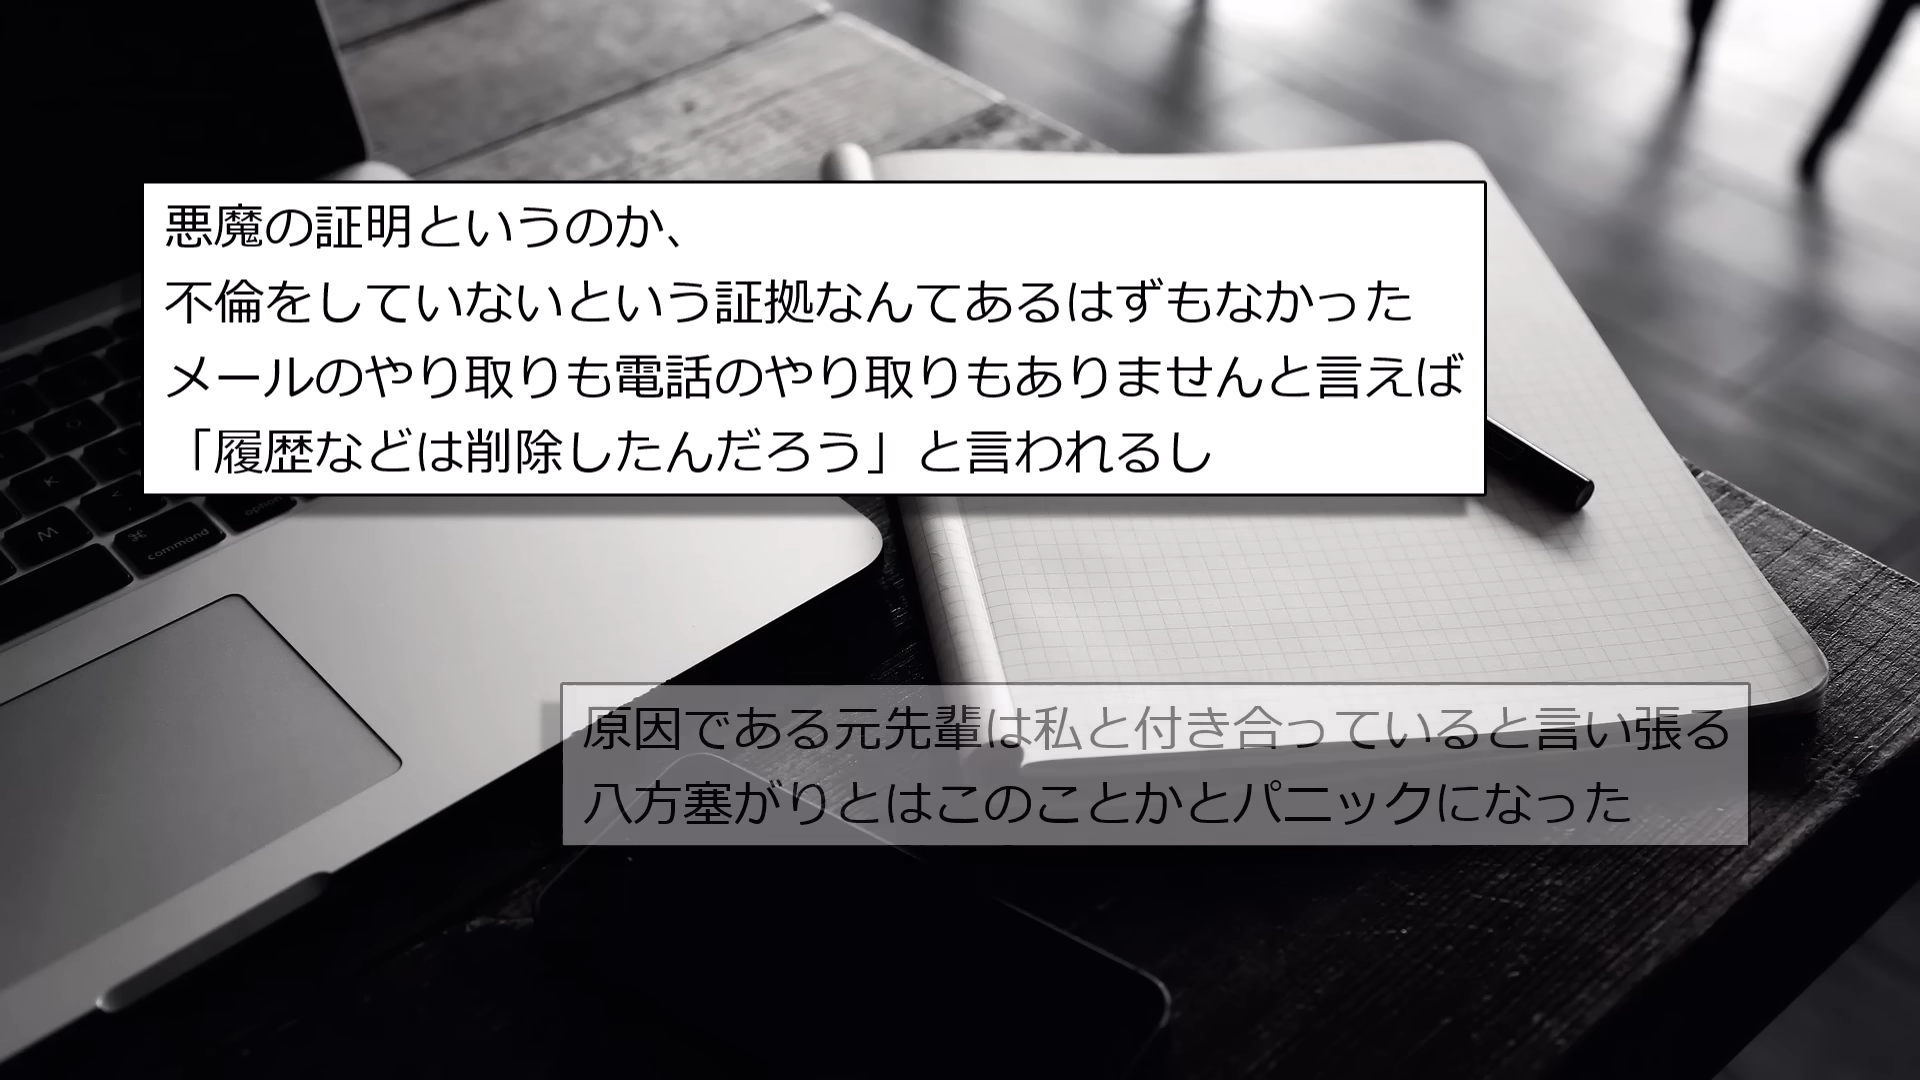 悪魔の証明というのか、
不倫をしていないという証拠なんてあるはずもなかった
メールのやり取りも電話のやり取りもありませんと言えば
「履歴などは削除したんだろう」と言われるし
原因である元先輩は私と付き合っていると言い張る
八方塞がりとはこのことかとパニックになった
K
M
<
⌘
command
option